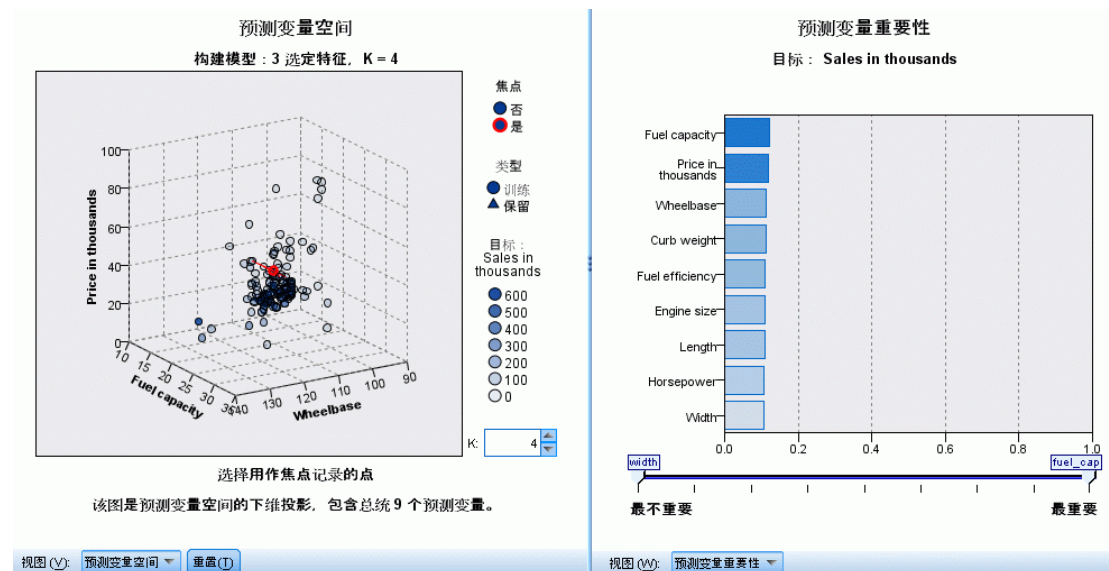 预测变量空间
构建模型：3 选定特征, K = 4
焦点
否
是
类型
训练
保留
目标：
Sales in
thousands
600
500
400
300
200
100
0
Price in thousands
100
80
60
40
20
0
10
15
20
25
30
35
Fuel capacity
140
130
120
110
100
90
Wheelbase
K:
4
选择用作焦点记录的点
该图是预测变量空间的下维投影, 包含总统 9 个预测变量。
视图(V):
预测变量空间
重置(T)
预测变量重要性
目标： Sales in thousands
Fuel capacity
Price in
thousands
Wheelbase
Curb weight
Fuel efficiency
Engine size
Length
Horsepower
Width
0.0
0.2
0.4
0.6
0.8
1.0
width
fuel_cap
最不重要
最重要
视图(W):
预测变量重要性